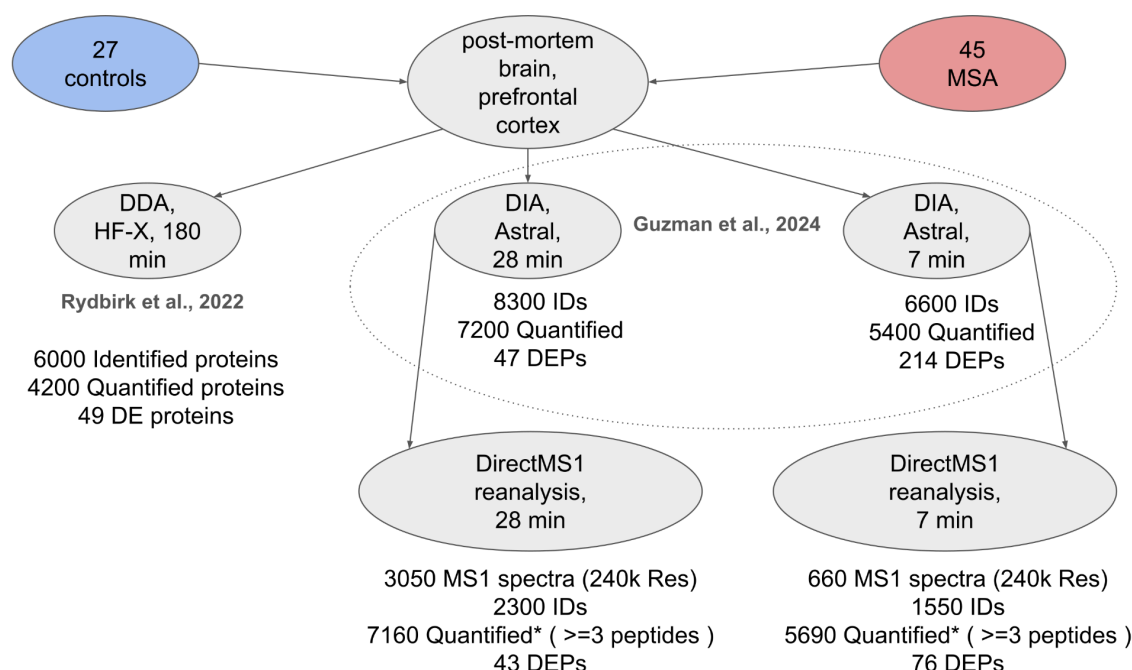 27
controls
post-mortem
brain,
prefrontal
cortex
45
MSA
DDA,
HF-X, 180
min
Rydbirk et al., 2022
6000 Identified proteins
4200 Quantified proteins
49 DE proteins
DIA,
Astral,
28 min
8300 IDs
7200 Quantified
47 DEPs
Guzman et al., 2024
DIA,
Astral,
7 min
6600 IDs
5400 Quantified
214 DEPs
DirectMS1
reanalysis,
28 min
3050 MS1 spectra (240k Res)
2300 IDs
7160 Quantified* ( >=3 peptides )
43 DEPs
DirectMS1
reanalysis,
7 min
660 MS1 spectra (240k Res)
1550 IDs
5690 Quantified* ( >=3 peptides )
76 DEPs